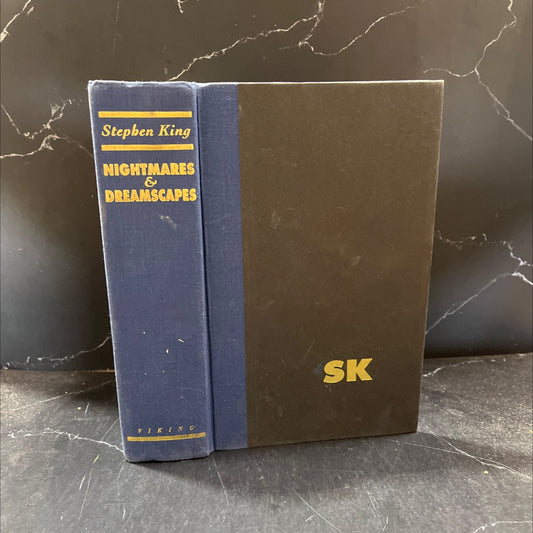 Stephen King
NIGHTMARES
&
DREAMSCAPES
VIKING
SK